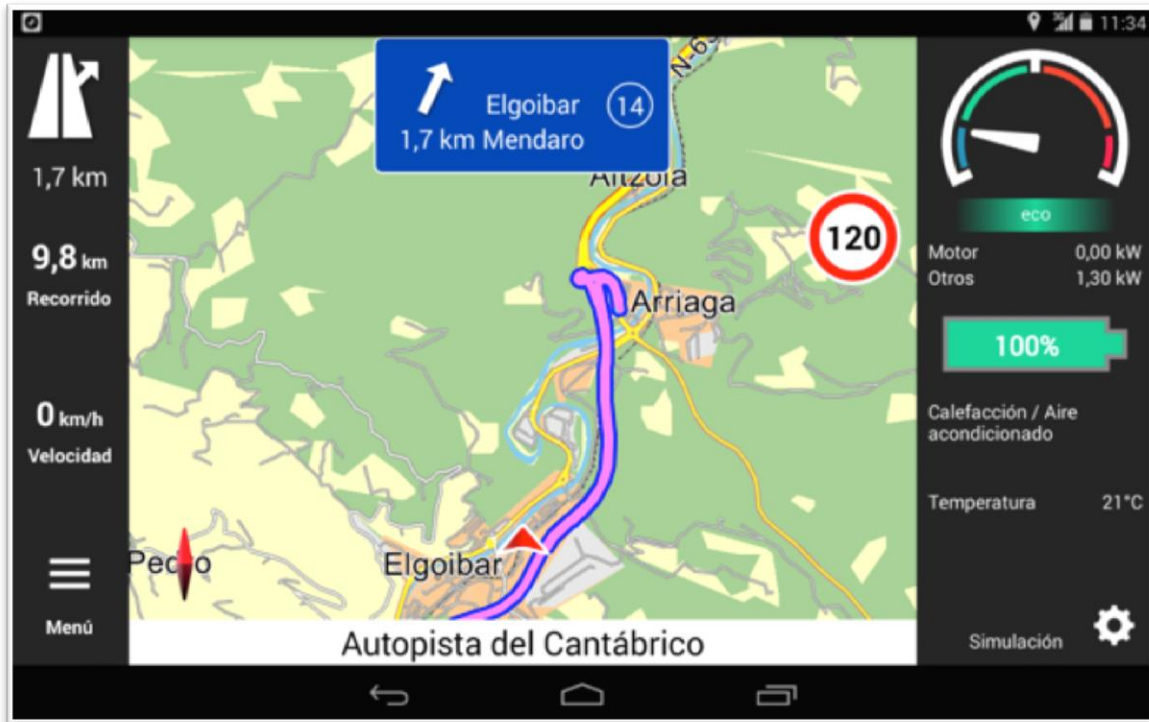 3G 11:34
1,7 km
9,8 km
Recorrido
0 km/h
Velocidad
Menú
Elgoibar 14
1,7 km Mendaro
Altzola
120
Arriaga
Elgoibar
Autopista del Cantábrico
eco
Motor 0,00 kW
Otros 1,30 kW
100%
Calefacción / Aire
acondicionado
Temperatura 21°C
Simulación